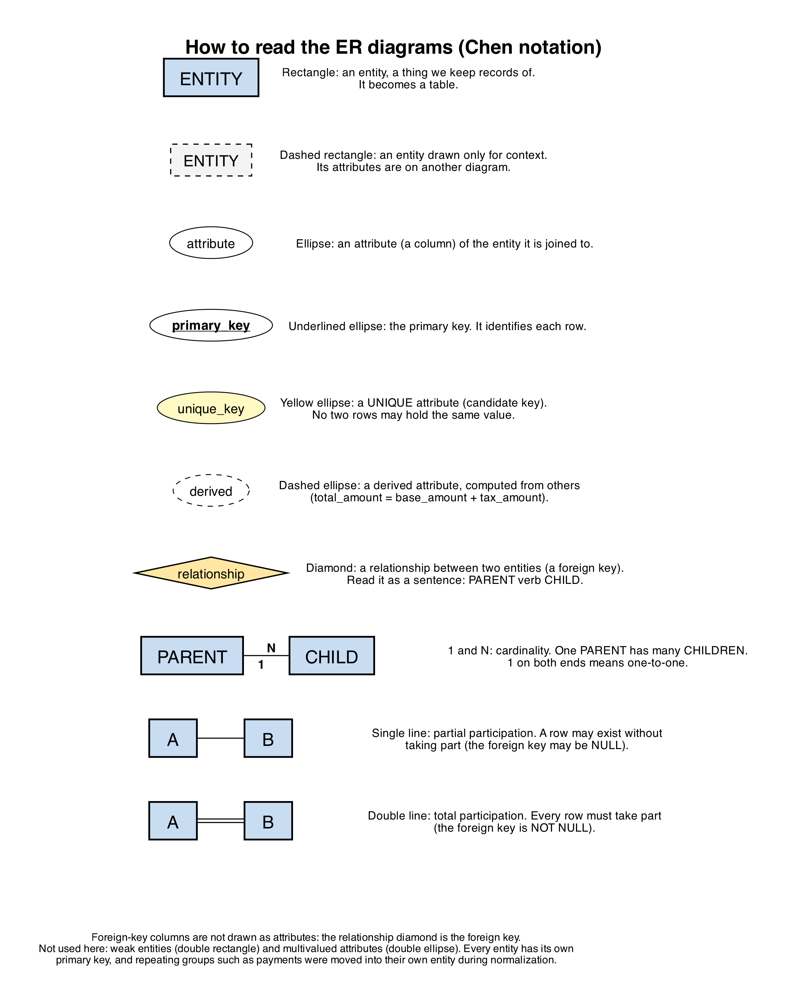 How to read the ER diagrams (Chen notation)
ENTITY
Rectangle: an entity, a thing we keep records of.
It becomes a table.
ENTITY
Dashed rectangle: an entity drawn only for context.
Its attributes are on another diagram.
attribute
Ellipse: an attribute (a column) of the entity it is joined to.
primary_key
Underlined ellipse: the primary key. It identifies each row.
unique_key
Yellow ellipse: a UNIQUE attribute (candidate key).
No two rows may hold the same value.
derived
Dashed ellipse: a derived attribute, computed from others
(total_amount = base_amount + tax_amount).
relationship
Diamond: a relationship between two entities (a foreign key).
Read it as a sentence: PARENT verb CHILD.
PARENT
N
1
CHILD
1 and N: cardinality. One PARENT has many CHILDREN.
1 on both ends means one-to-one.
A
B
Single line: partial participation. A row may exist without
taking part (the foreign key may be NULL).
A
B
Double line: total participation. Every row must take part
(the foreign key is NOT NULL).
Foreign-key columns are not drawn as attributes: the relationship diamond is the foreign key.
Not used here: weak entities (double rectangle) and multivalued attributes (double ellipse). Every entity has its own
primary key, and repeating groups such as payments were moved into their own entity during normalization.